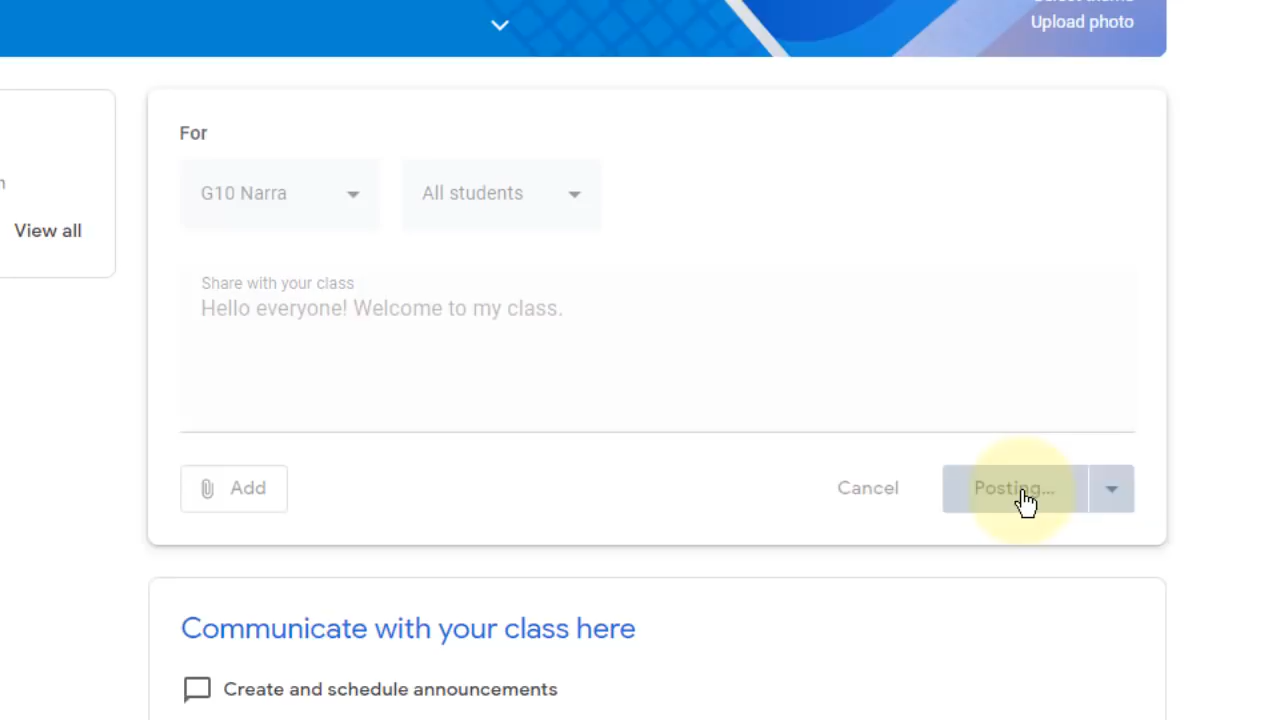 Upload photo
For
G10 Narra
All students
View all
Share with your class
Hello everyone! Welcome to my class.
Add
Cancel
Posting...
Communicate with your class here
Create and schedule announcements